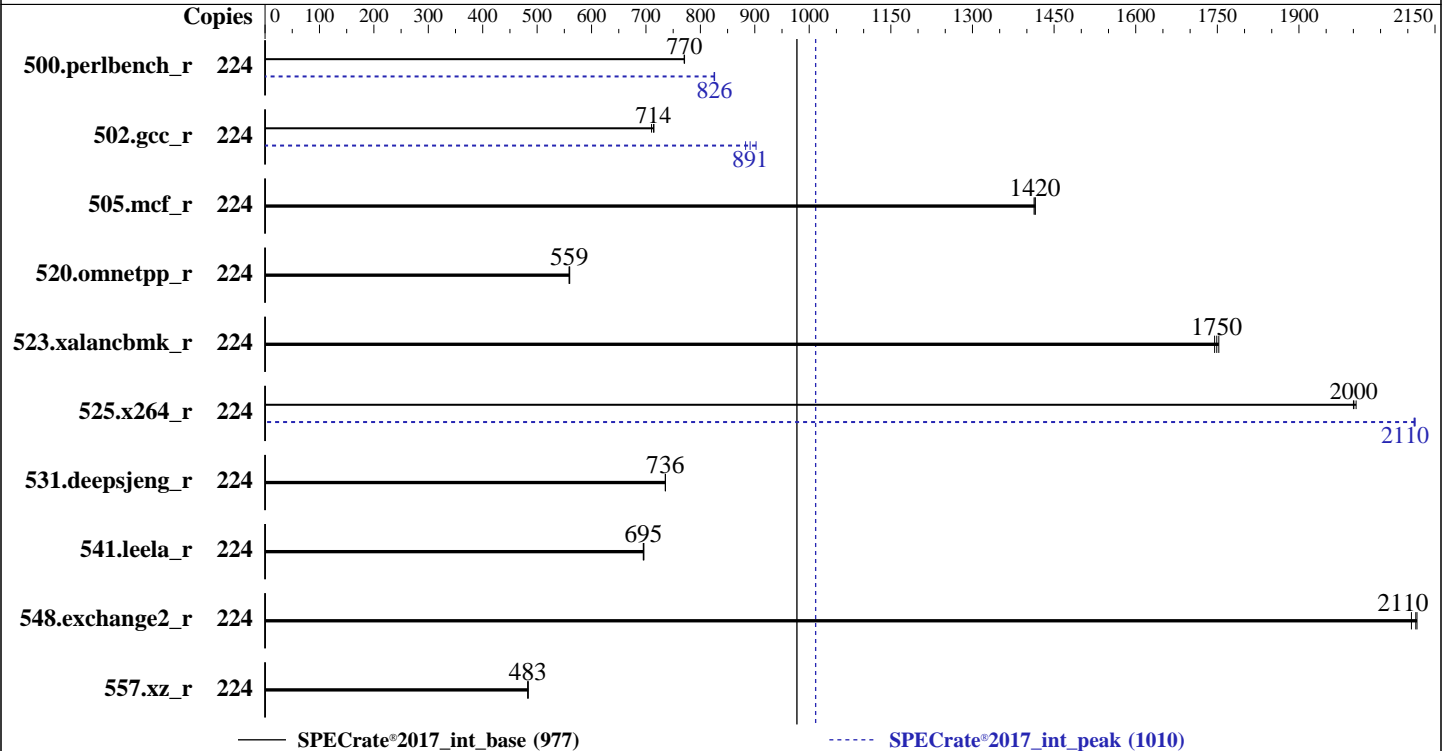 Copies 0 100 200 300 400 500 600 700 800 900 1000 1150 1300 1450 1600 1750 1900 2150
770
500.perlbench_r 224
826
714
502.gcc_r 224
891
1420
505.mcf_r 224
559
520.omnetpp_r 224
1750
523.xalancbmk_r 224
2000
525.x264_r 224
2110
736
531.deepsjeng_r 224
695
541.leela_r 224
2110
548.exchange2_r 224
483
557.xz_r 224
SPECrate®2017_int_base (977) SPECrate®2017_int_peak (1010)